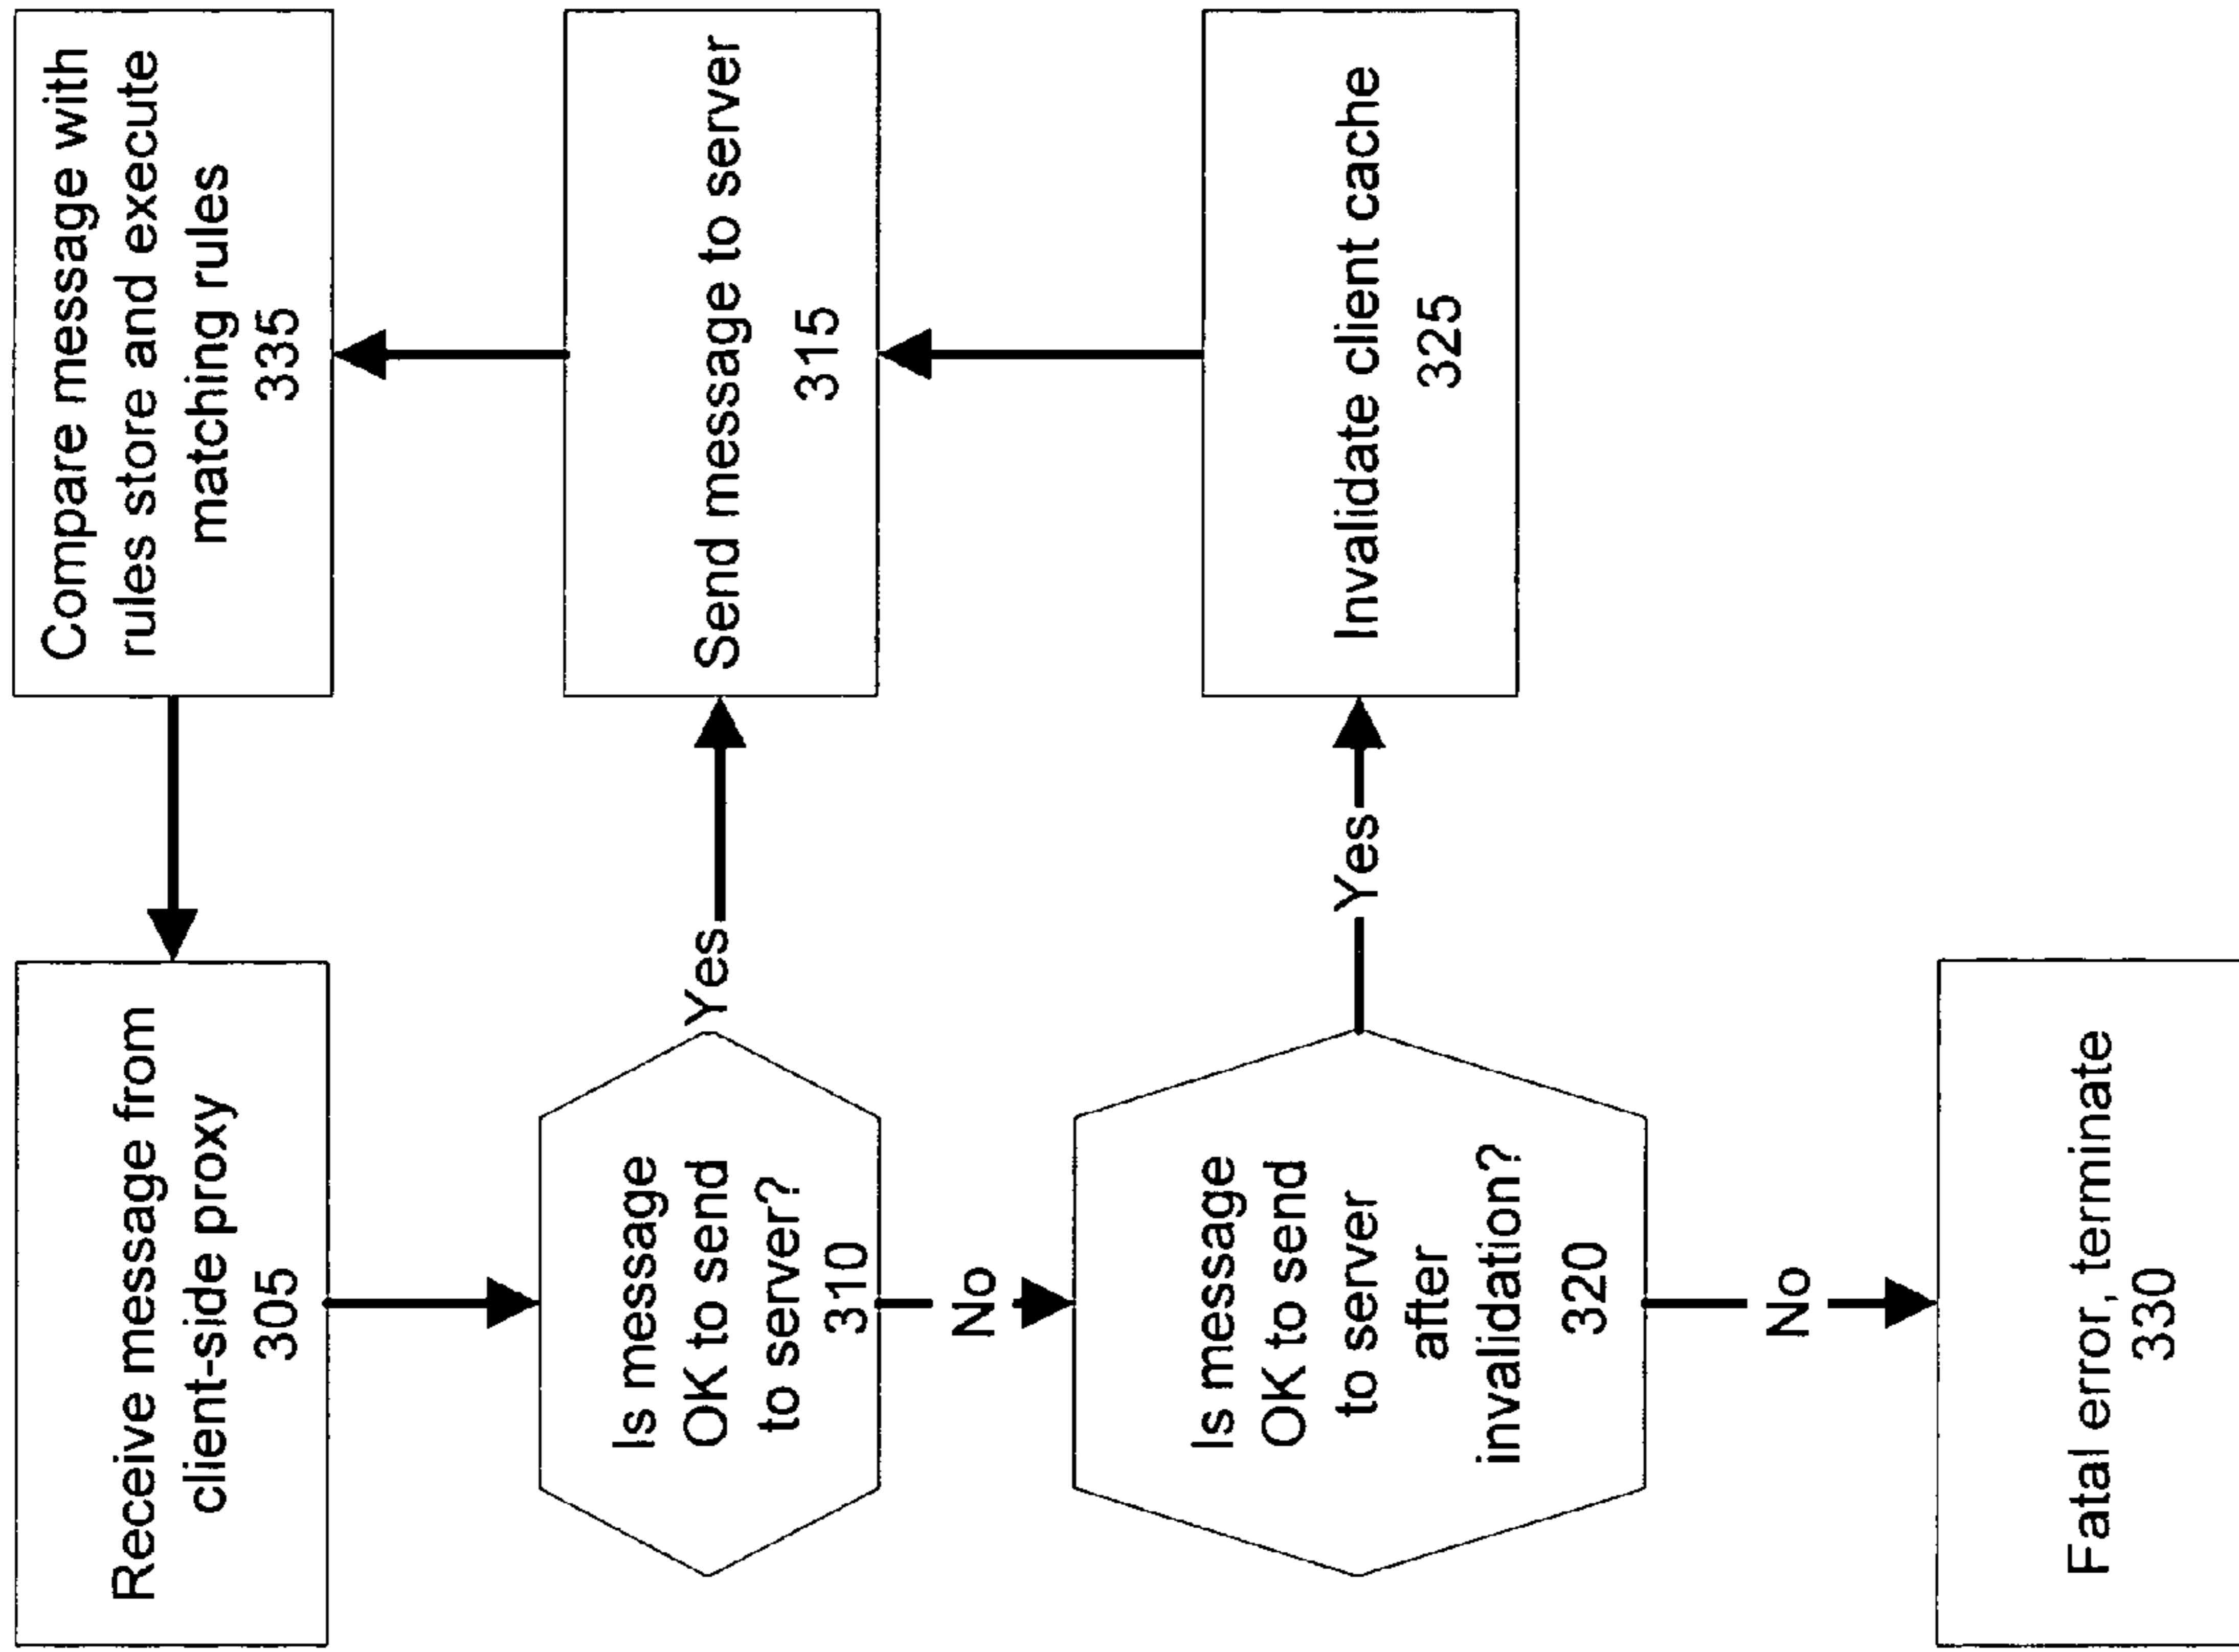 Receive message from
client-side proxy
305
Is message
OK to send
to server?
310
Yes
No
Is message
OK to send
to server
after
invalidation?
320
Yes
No
Fatal error, terminate
330
Compare message with
rules store and execute
matching rules
335
Send message to server
315
Invalidate client cache
325